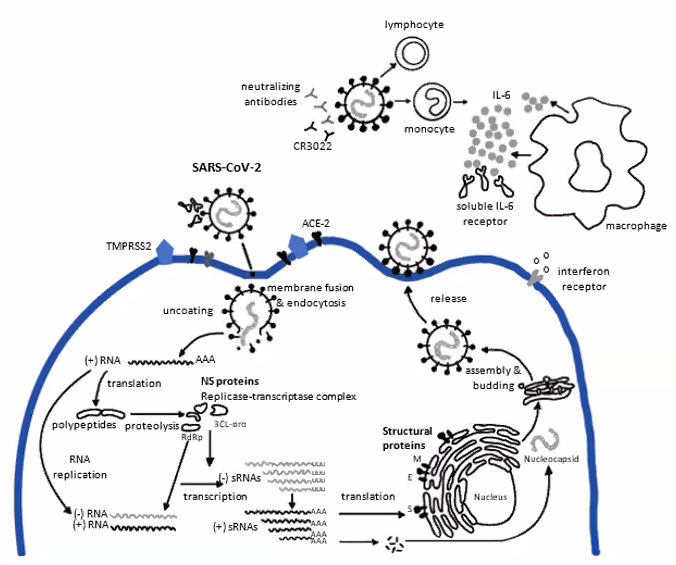 lymphocyte
neutralizing
antibodies
IL-6
monocyte
CR3022
SARS-CoV-2
soluble IL-6
receptor
macrophage
ACE-2
TMPRSS2
membrane fusion
& endocytosis
interferon
receptor
uncoating
release
(+) RNA
AAA
translation
assembly &
budding
NS proteins
Replicase-transcriptase complex
polypeptides
proteolysis
3CL-pro
RdRp
Structural
proteins
RNA
replication
M
E
S
Nucleocapsid
Nucleus
UUU
UUU
UUU
UUU
(-) sRNAs
transcription
translation
(-) RNA
(+) RNA
(+) sRNAs
AAA
AAA
AAA
AAA